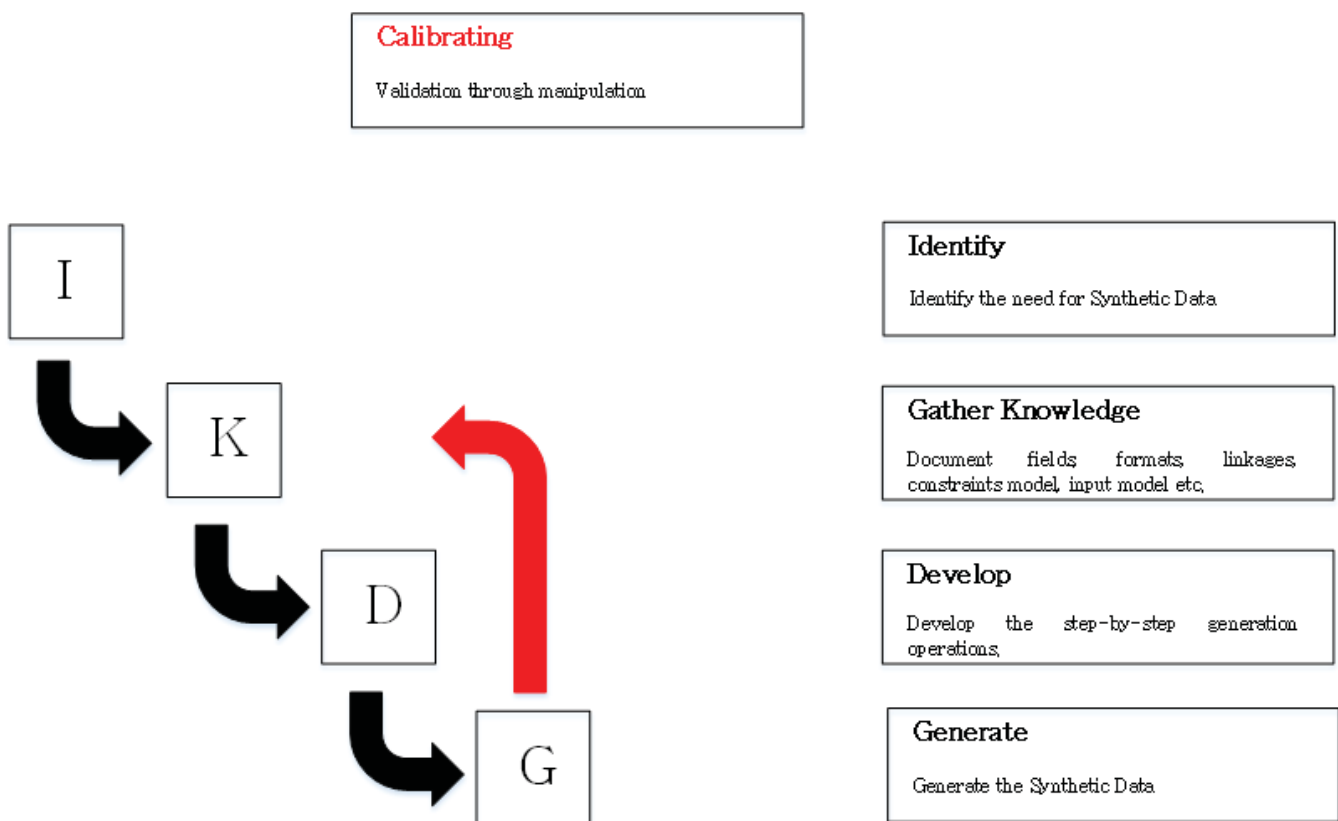 Calibrating
Validation through manipulation
I
Identify
Identify the need for Synthetic Data
K
Gather Knowledge
Document fields, formats, linkages,
constraints model, input model etc,
D
Develop
Develop the step-by-step generation
operations,
G
Generate
Generate the Synthetic Data